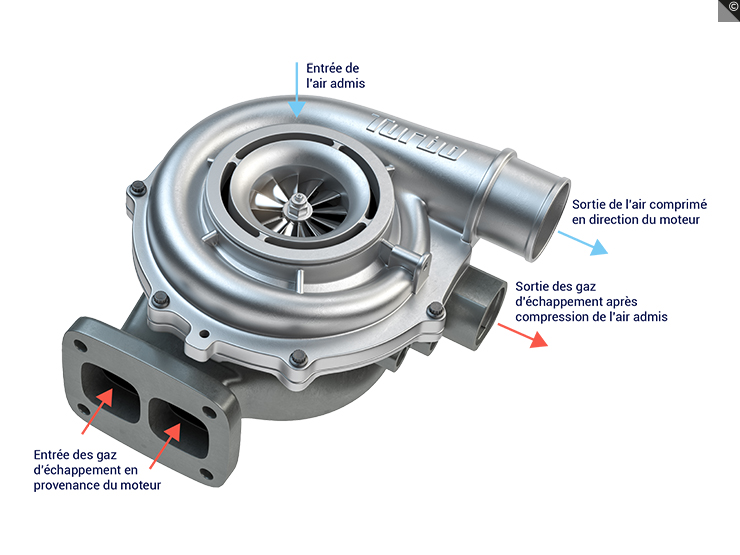 ©
Entrée de
l'air admis
Turbo
Sortie de l'air comprimé
en direction du moteur
Sortie des gaz
d'échappement après
compression de l'air admis
Entrée des gaz
d'échappement en
provenance du moteur